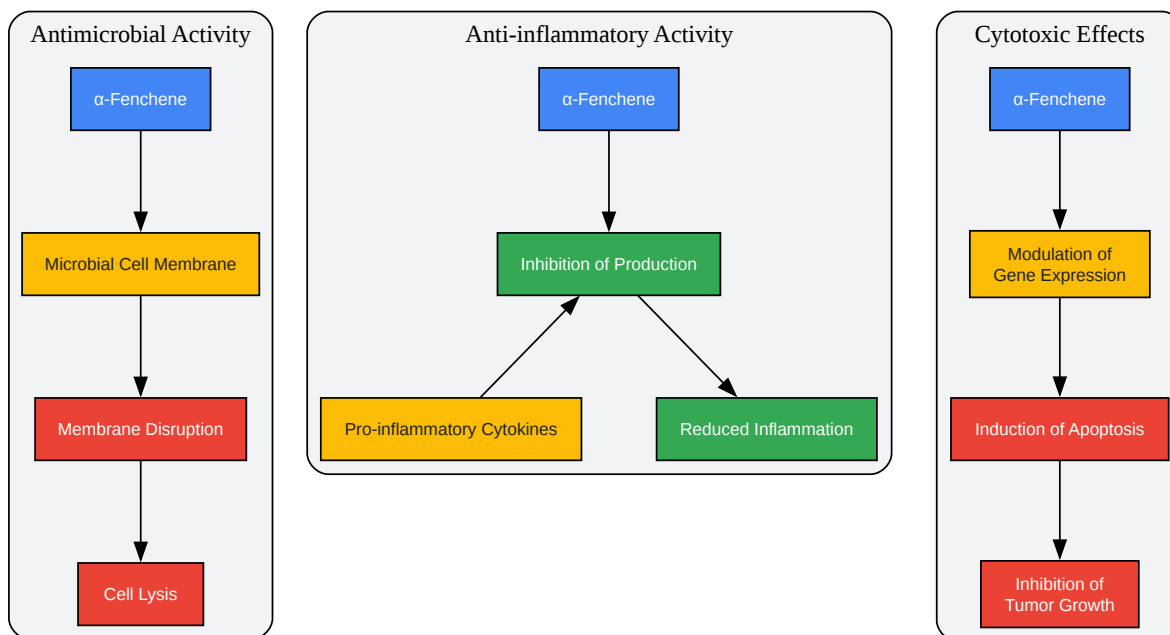 Antimicrobial Activity
α-Fenchene
Microbial Cell Membrane
Membrane Disruption
Cell Lysis
Anti-inflammatory Activity
α-Fenchene
Inhibition of Production
Pro-inflammatory Cytokines
Reduced Inflammation
Cytotoxic Effects
α-Fenchene
Modulation of
Gene Expression
Induction of Apoptosis
Inhibition of
Tumor Growth